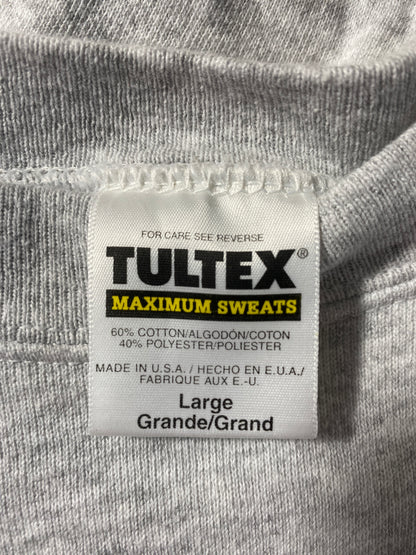 FOR CARE SEE REVERSE
TULTEX®
MAXIMUM SWEATS
60% COTTON/ALGODÓN/COTON
40% POLYESTER/POLIESTER
MADE IN U.S.A. / HECHO EN E.U.A./
FABRIQUE AUX E.-U.
Large
Grande/Grand